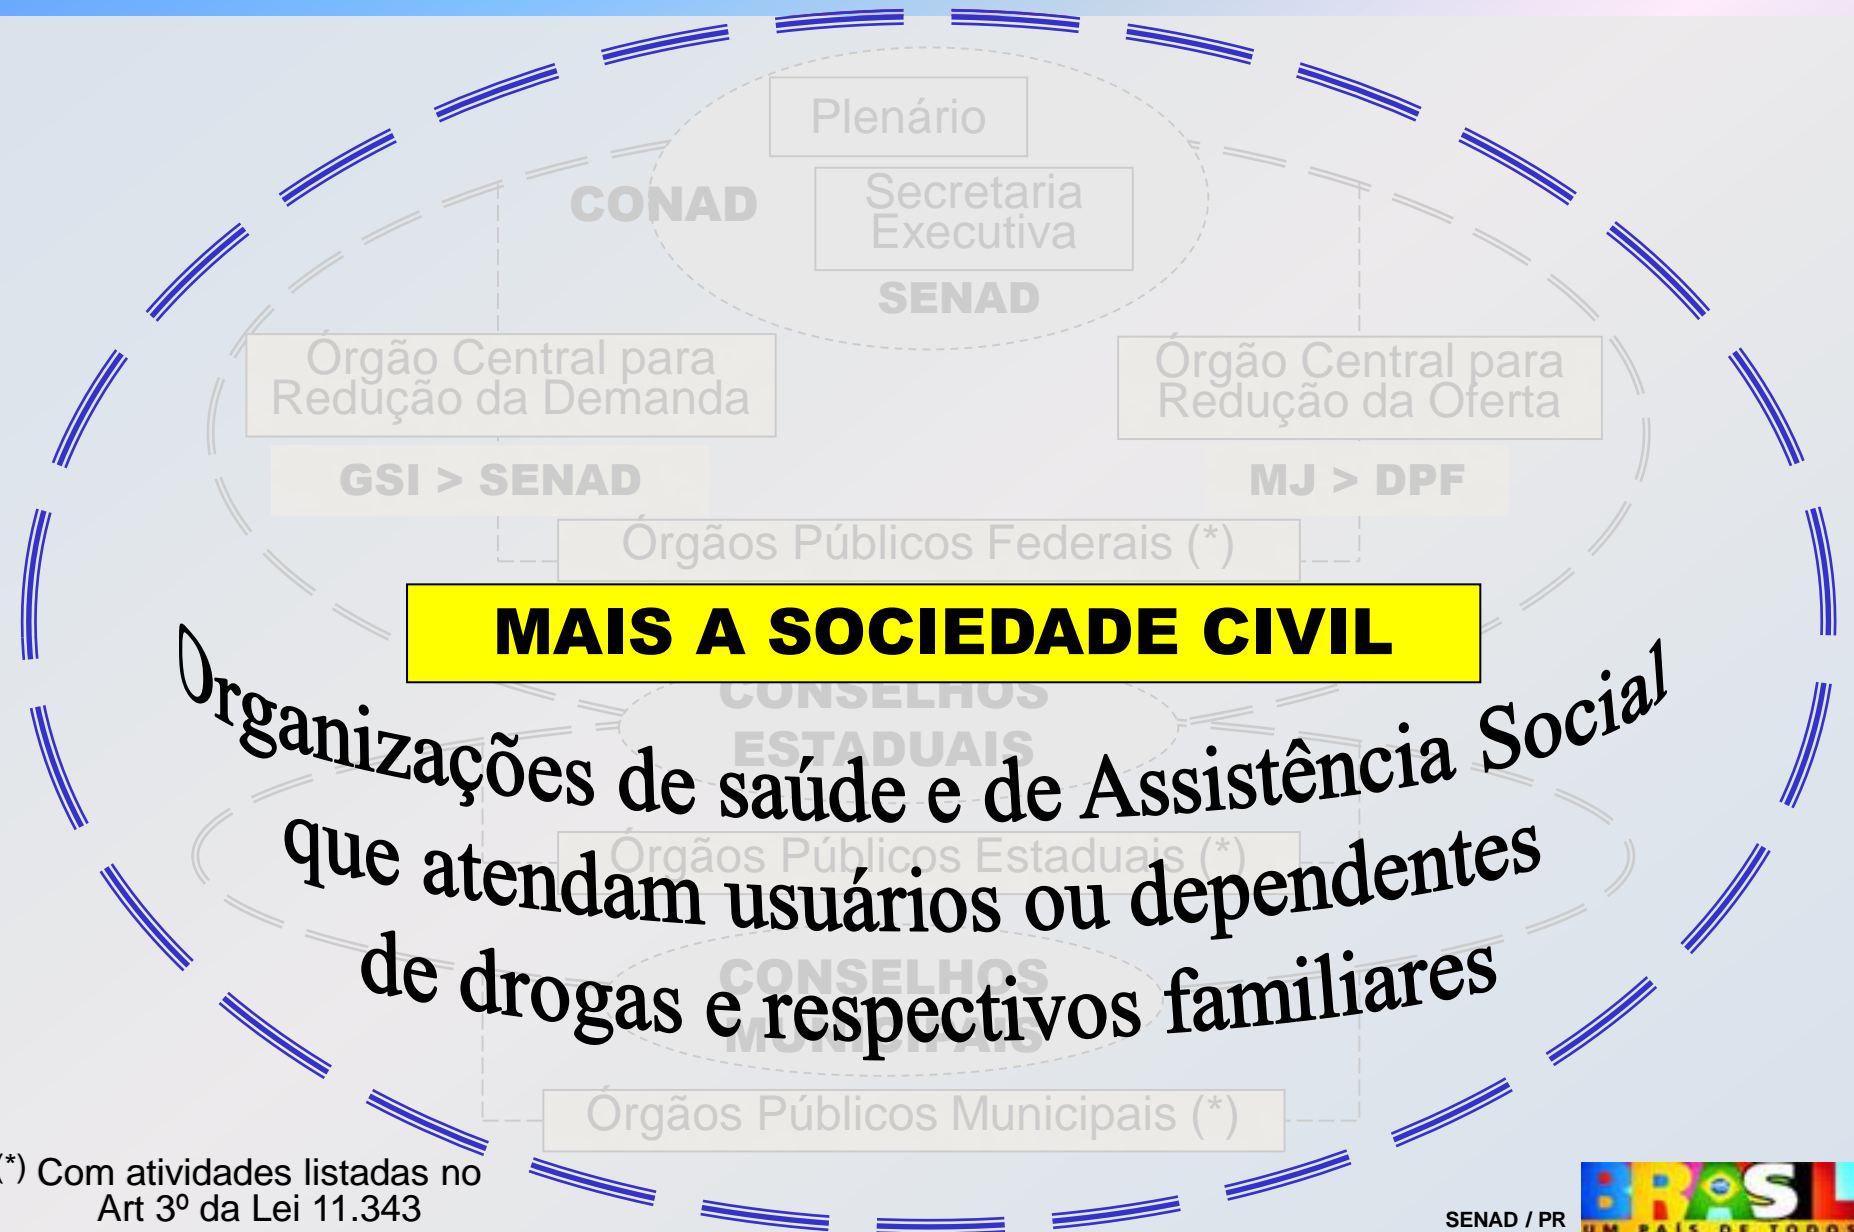 Plenário
CONAD
Secretaria
Executiva
SENAD
Órgão Central para
Redução da Demanda
Órgão Central para
Redução da Oferta
GSI > SENAD
MJ > DPF
Órgãos Públicos Federais (*)
MAIS A SOCIEDADE CIVIL
CONSELHOS
ESTADUAIS
Organizações de saúde e de Assistência Social
Órgãos Públicos Estaduais (*)
que atendam usuários ou dependentes
CONSELHOS
MUNICIPAIS
de drogas e respectivos familiares
Órgãos Públicos Municipais (*)
(*) Com atividades listadas no
Art 3º da Lei 11.343
SENAD / PR
BRASIL
UM PAÍS DE TODOS